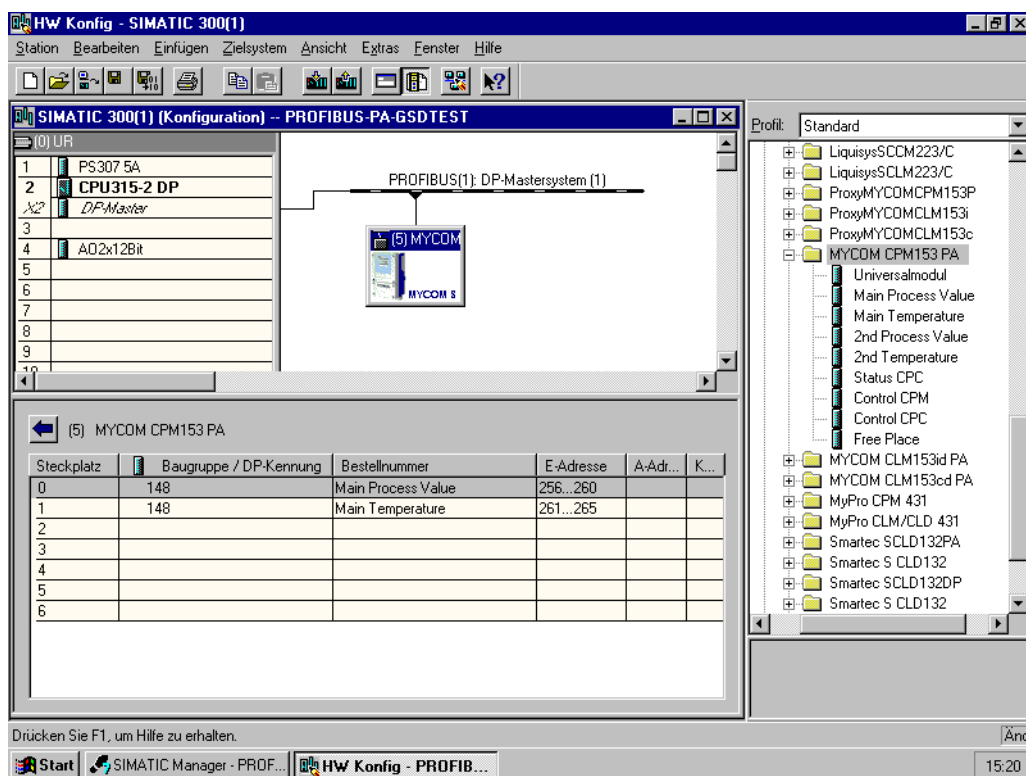 HW Konfig - SIMATIC 300(1)
Station Bearbeiten Einfügen Zielsystem Ansicht Extras Fenster Hilfe
SIMATIC 300(1) (Konfiguration) -- PROFIBUS-PA-GSDTEST
(0) UR
1 PS307 5A
2 CPU315-2 DP
X2 DP-Master
3
4 AO2x12Bit
5
6
7
8
9
10
PROFIBUS(1): DP-Mastersystem (1)
(5) MYCOM
MYCOM S
(5) MYCOM CPM153 PA
Steckplatz Baugruppe / DP-Kennung Bestellnummer E-Adresse A-Adr... K...
0 148 Main Process Value 256...260
1 148 Main Temperature 261...265
2
3
4
5
6
Profil: Standard
LiquisysSCCM223/C
LiquisysSCLM223/C
ProxyMYCOMCPM153P
ProxyMYCOMCLM153i
ProxyMYCOMCLM153c
MYCOM CPM153 PA
Universalmodul
Main Process Value
Main Temperature
2nd Process Value
2nd Temperature
Status CPC
Control CPM
Control CPC
Free Place
MYCOM CLM153id PA
MYCOM CLM153cd PA
MyPro CPM 431
MyPro CLM/CLD 431
Smartec SCLD132PA
Smartec S CLD132
Smartec SCLD132DP
Smartec S CLD132
Drücken Sie F1, um Hilfe zu erhalten.
Änd
Start SIMATIC Manager - PROF... HW Konfig - PROFIB... 15:20